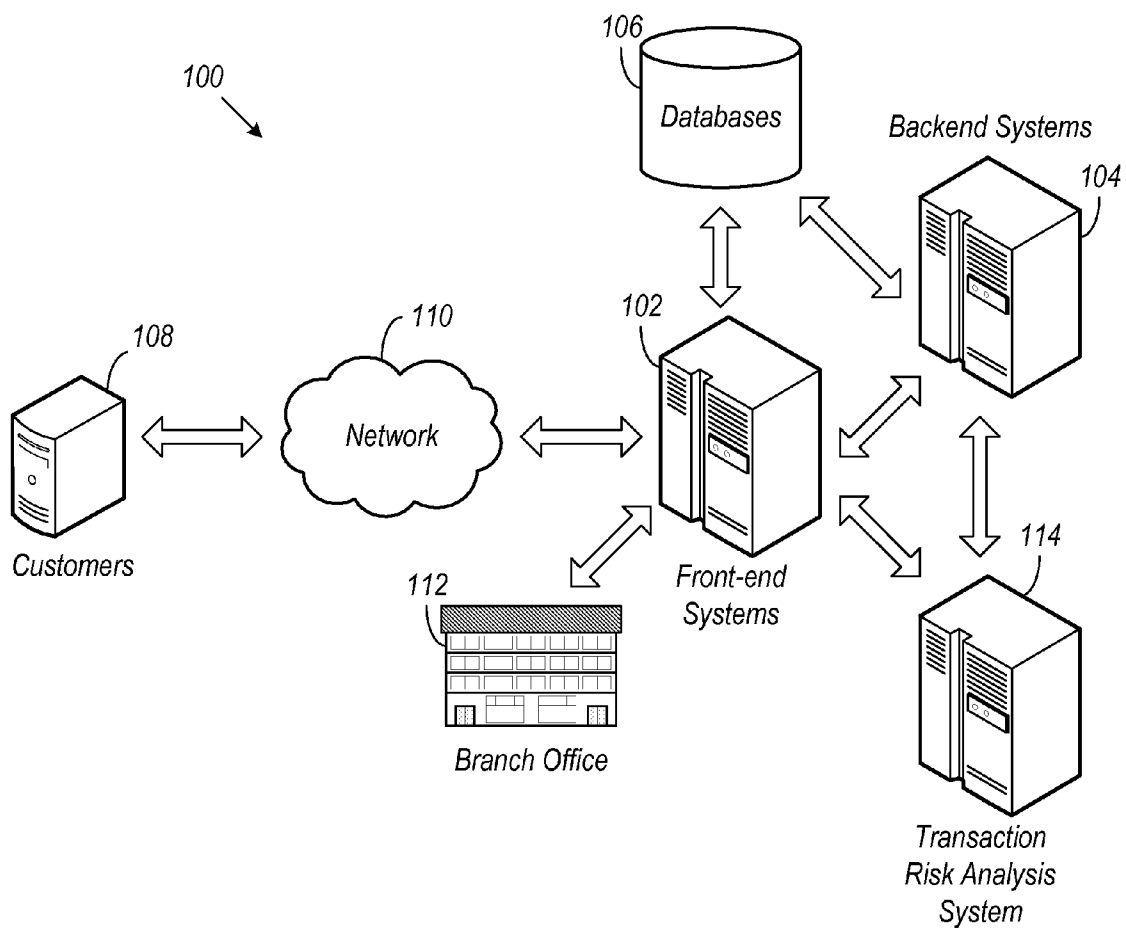 106
100
Databases
Backend Systems
104
102
110
108
Network
Customers
Front-end
Systems
112
114
Branch Office
Transaction
Risk Analysis
System